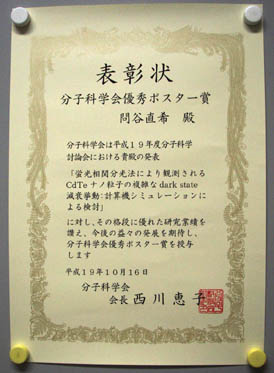 表彰状
分子科学会優秀ポスター賞
問谷直希 殿
分子科学会は平成19年度分子科学
討論会における貴殿の発表
「蛍光相関分光法により観測される
CdTeナノ粒子の複雑なdark state
減衰挙動：計算機シミュレーションに
よる検討」
に対し、その格段に優れた研究業績を
讃え、今後の益々の発展を期待し、
分子科学会優秀ポスター賞を授与
します
平成19年10月16日
分子科学会
会長 西川恵子